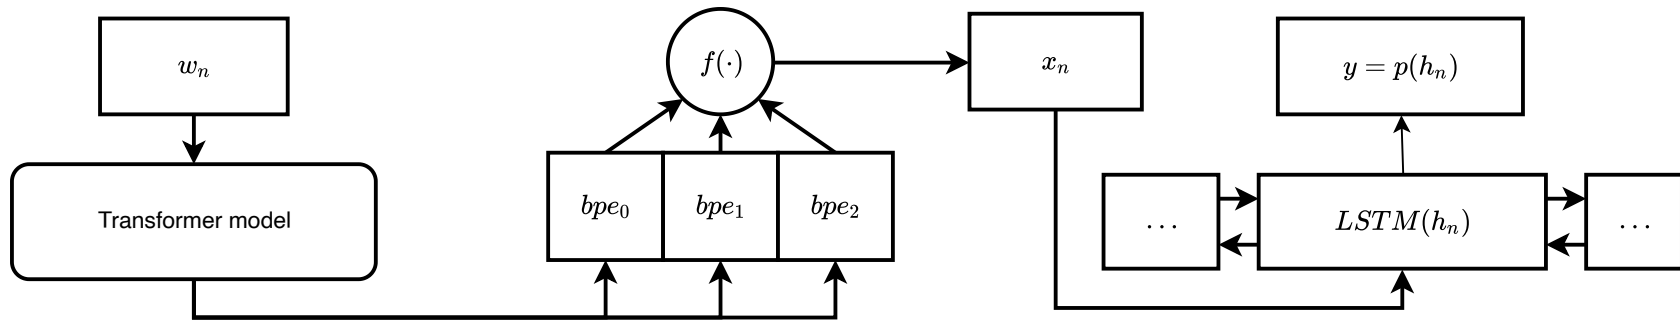 w_n
Transformer model
f(·)
bpe_0
bpe_1
bpe_2
x_n
y = p(h_n)
...
LSTM(h_n)
...